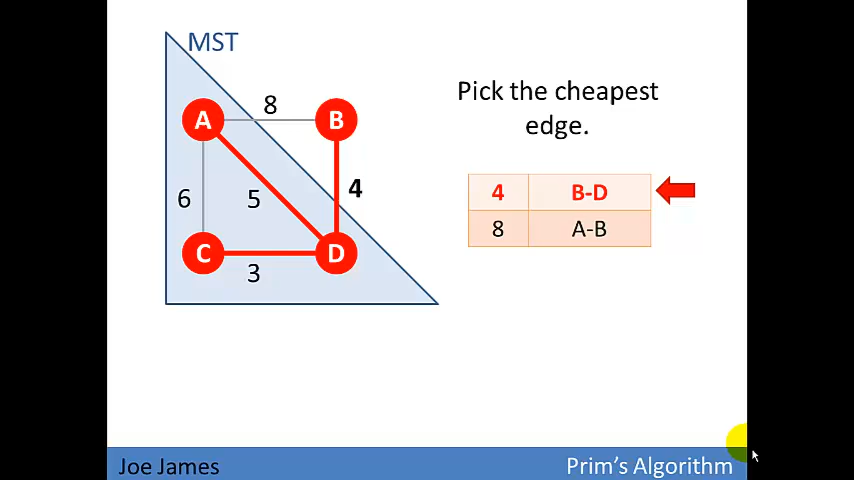 MST
Pick the cheapest
edge.
8
A
B
6
5
4
C
D
3
4 B-D
8 A-B
Joe James
Prim's Algorithm